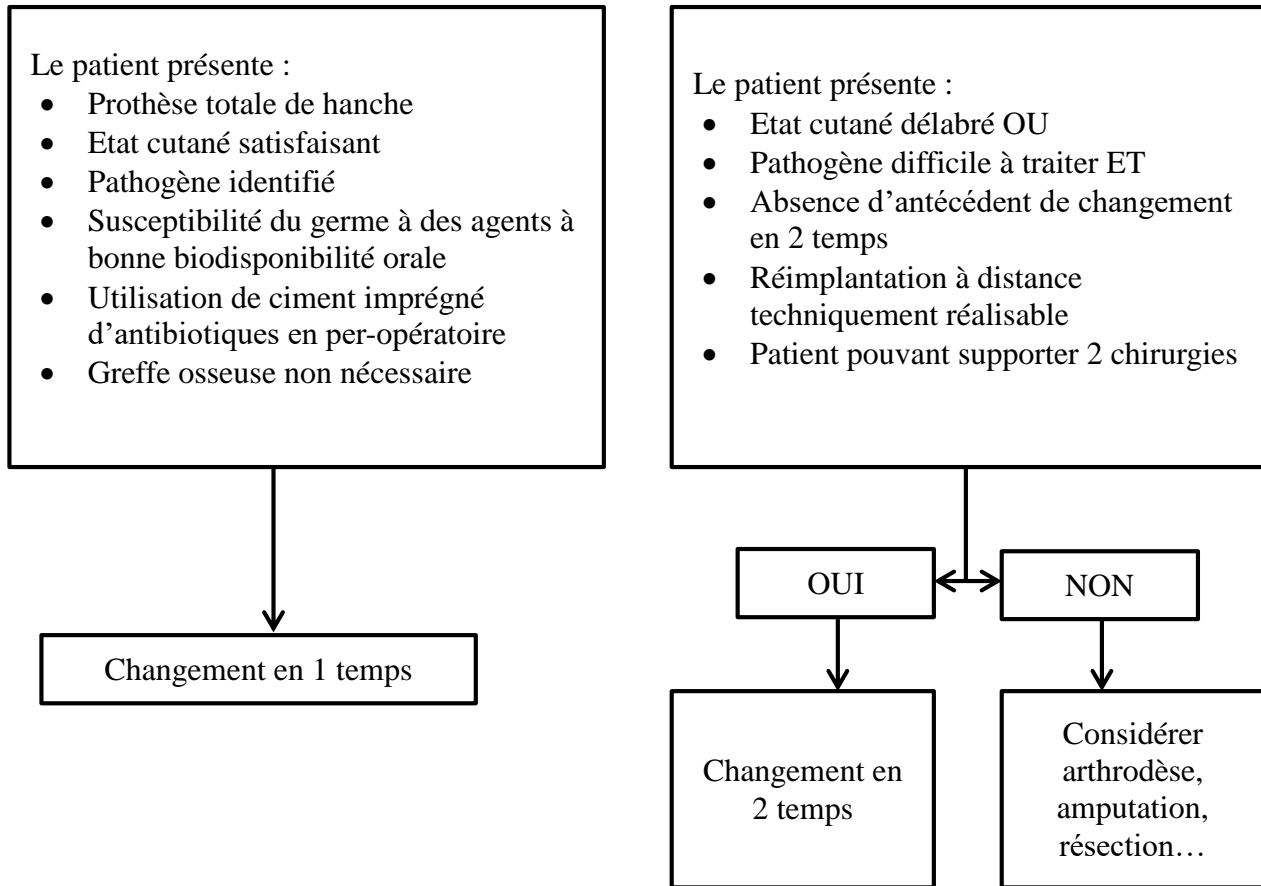 Le patient présente :
• Prothèse totale de hanche
• Etat cutané satisfaisant
• Pathogène identifié
• Susceptibilité du germe à des agents à
bonne biodisponibilité orale
• Utilisation de ciment imprégné
d’antibiotiques en per-opératoire
• Greffe osseuse non nécessaire
Changement en 1 temps
Le patient présente :
• Etat cutané délabré OU
• Pathogène difficile à traiter ET
• Absence d’antécédent de changement
en 2 temps
• Réimplantation à distance
techniquement réalisable
• Patient pouvant supporter 2 chirurgies
OUI
NON
Changement en
2 temps
Considérer
arthrodèse,
amputation,
résection…